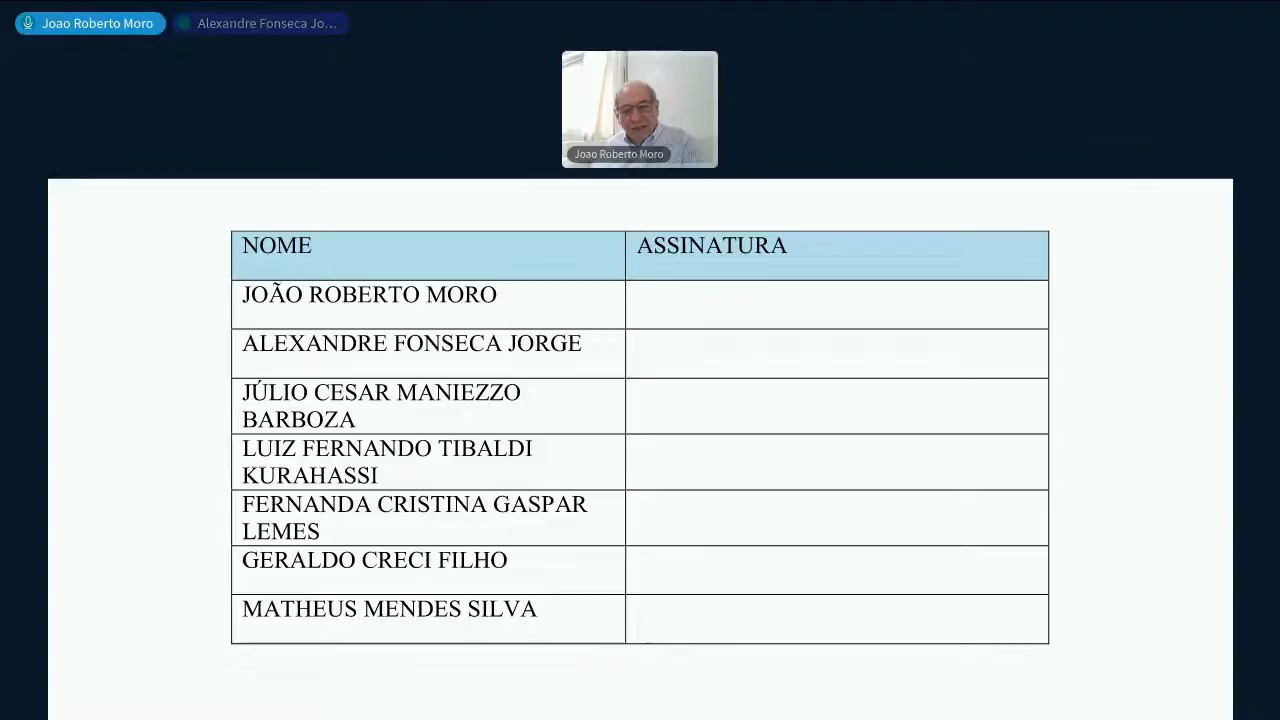 Joao Roberto Moro
Alexandre Fonseca Jo...
Joao Roberto Moro
NOME
ASSINATURA
JOÃO ROBERTO MORO
ALEXANDRE FONSECA JORGE
JÚLIO CESAR MANIEZZO
BARBOZA
LUIZ FERNANDO TIBALDI
KURAHASSI
FERNANDA CRISTINA GASPAR
LEMES
GERALDO CRECI FILHO
MATHEUS MENDES SILVA